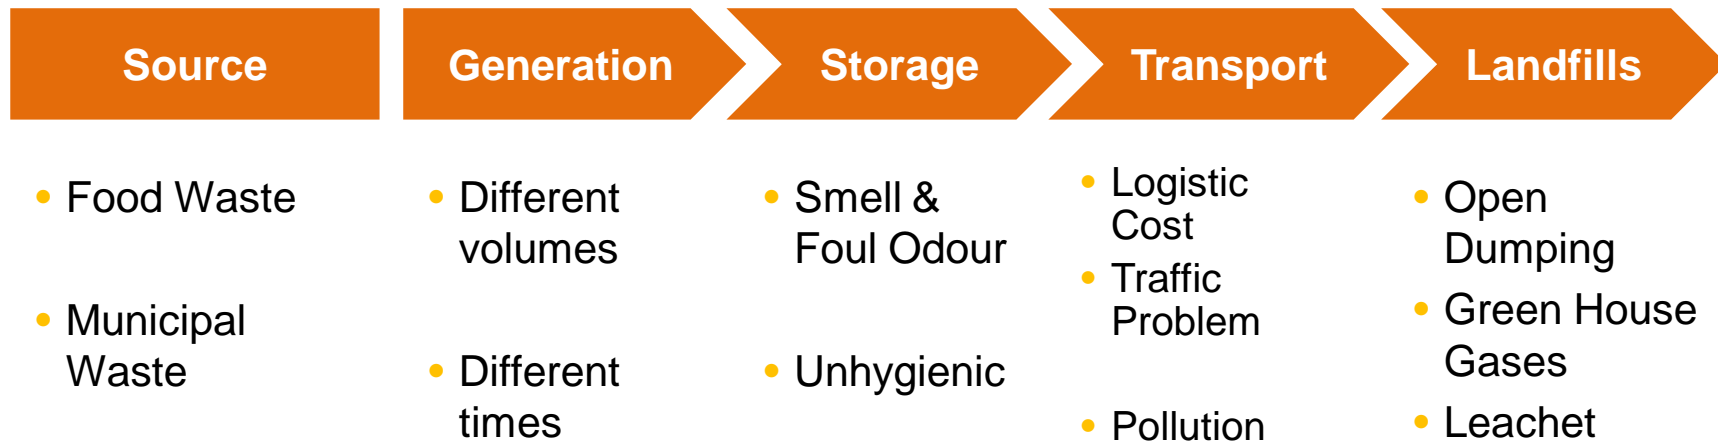 Source
Generation
Storage
Transport
Landfills
• Food Waste
• Municipal
Waste
• Different
volumes
• Different
times
• Smell &
Foul Odour
• Unhygienic
• Logistic
Cost
• Traffic
Problem
• Pollution
• Open
Dumping
• Green House
Gases
• Leachet